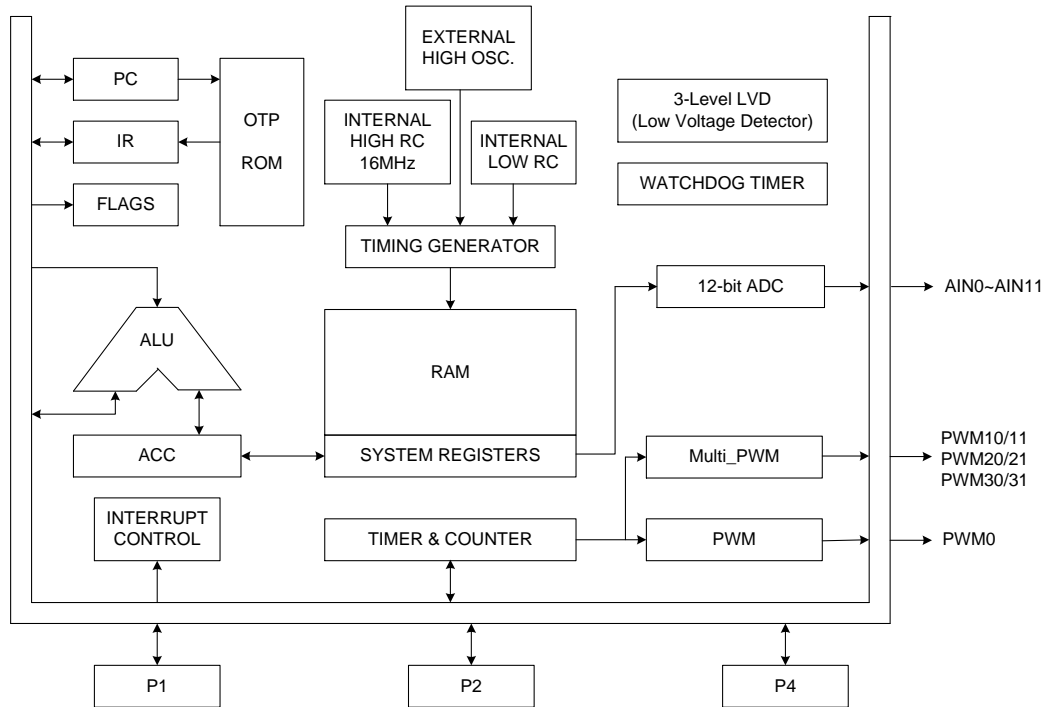 EXTERNAL
HIGH OSC.
PC
OTP
ROM
IR
FLAGS
INTERNAL
HIGH RC
16MHz
INTERNAL
LOW RC
3-Level LVD
(Low Voltage Detector)
WATCHDOG TIMER
TIMING GENERATOR
12-bit ADC
AIN0~AIN11
ALU
RAM
ACC
SYSTEM REGISTERS
Multi_PWM
PWM10/11
PWM20/21
PWM30/31
INTERRUPT
CONTROL
TIMER & COUNTER
PWM
PWM0
P1
P2
P4